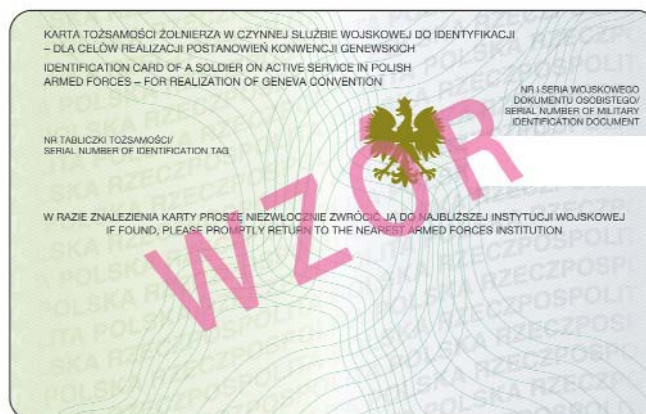 KARTA TOŻSAMOŚCI ŻOŁNIERZA W CZYNNEJ SŁUŻBIE WOJSKOWEJ DO IDENTYFIKACJI
– DLA CELÓW REALIZACJI POSTANOWIEŃ KONWENCJI GENEWSKICH
IDENTIFICATION CARD OF A SOLDIER ON ACTIVE SERVICE IN POLISH
ARMED FORCES – FOR REALIZATION OF GENEVA CONVENTION
NR I SERIA WOJSKOWEGO
DOKUMENTU OSOBISTEGO/
SERIAL NUMBER OF MILITARY
IDENTIFICATION DOCUMENT
NR TABLICZKI TOŻSAMOŚCI/
SERIAL NUMBER OF IDENTIFICATION TAG
WZÓR
W RAZIE ZNALEZIENIA KARTY PROSZĘ NIEZWŁOCZNIE ZWRÓCIĆ JĄ DO NAJBLIŻSZEJ INSTYTUCJI WOJSKOWEJ
IF FOUND, PLEASE PROMPTLY RETURN TO THE NEAREST ARMED FORCES INSTITUTION